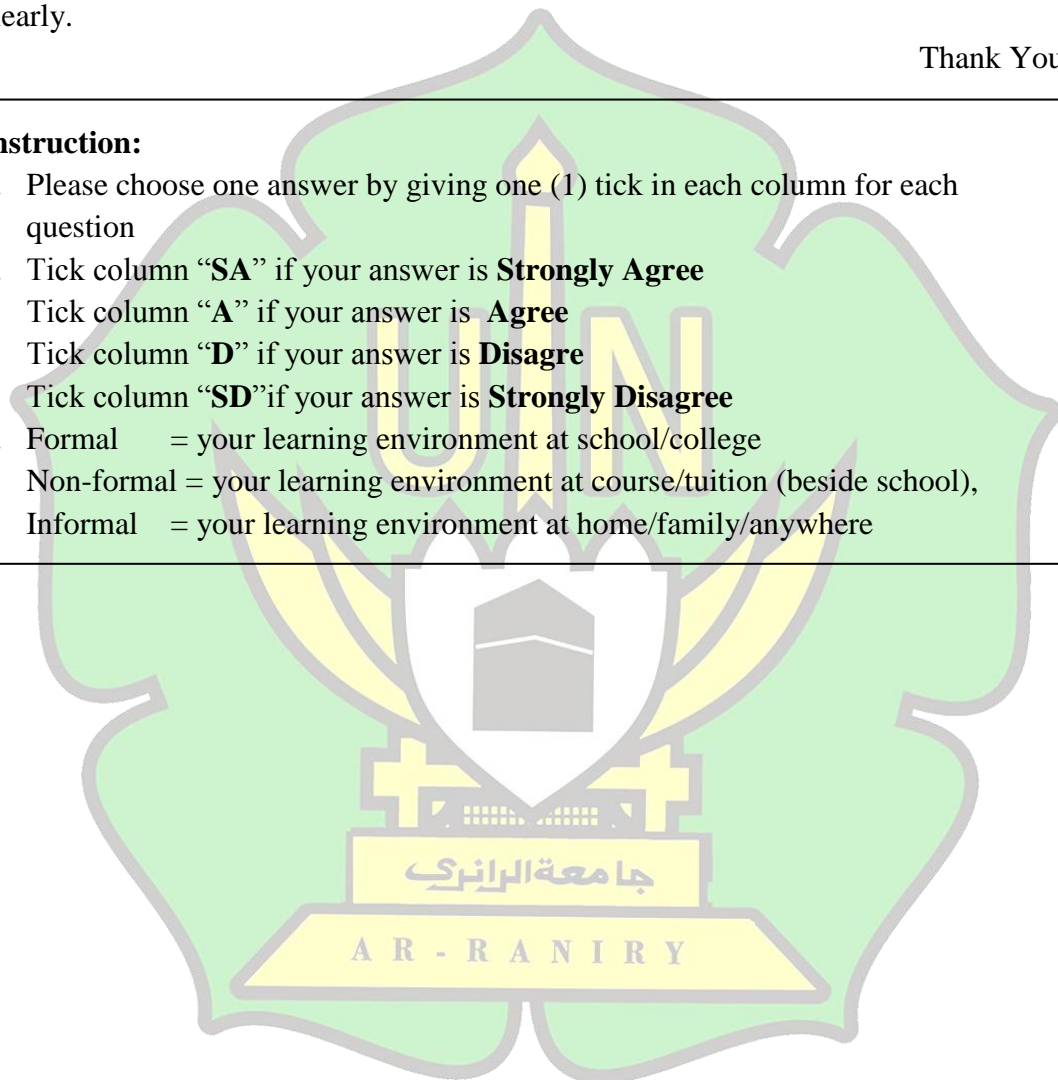 early.
Thank You
nstruction:
Please choose one answer by giving one (1) tick in each column for each
question
Tick column “SA” if your answer is Strongly Agree
Tick column “A” if your answer is Agree
Tick column “D” if your answer is Disagre
Tick column “SD”if your answer is Strongly Disagree
Formal = your learning environment at school/college
Non-formal = your learning environment at course/tuition (beside school),
Informal = your learning environment at home/family/anywhere
UIN
جامعة الرانري
AR-RANIRY